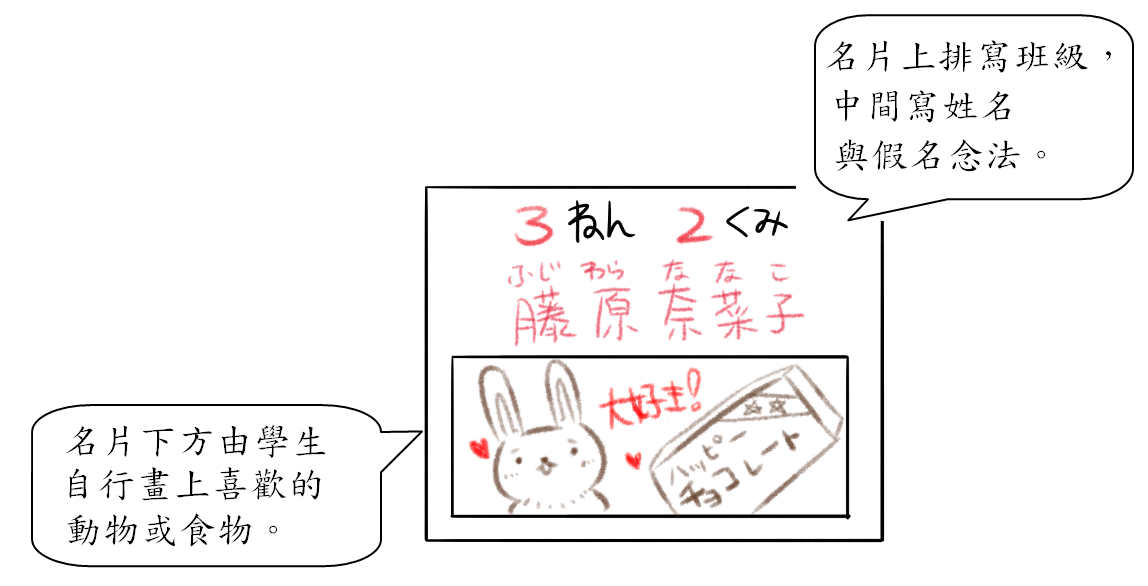 名片上排寫班級，
中間寫姓名
與假名念法。
3 ねん 2 くみ
ふじ わら な な こ
藤原奈菜子
大好き!
ハッピー
チョコレート
名片下方由學生
自行畫上喜歡的
動物或食物。